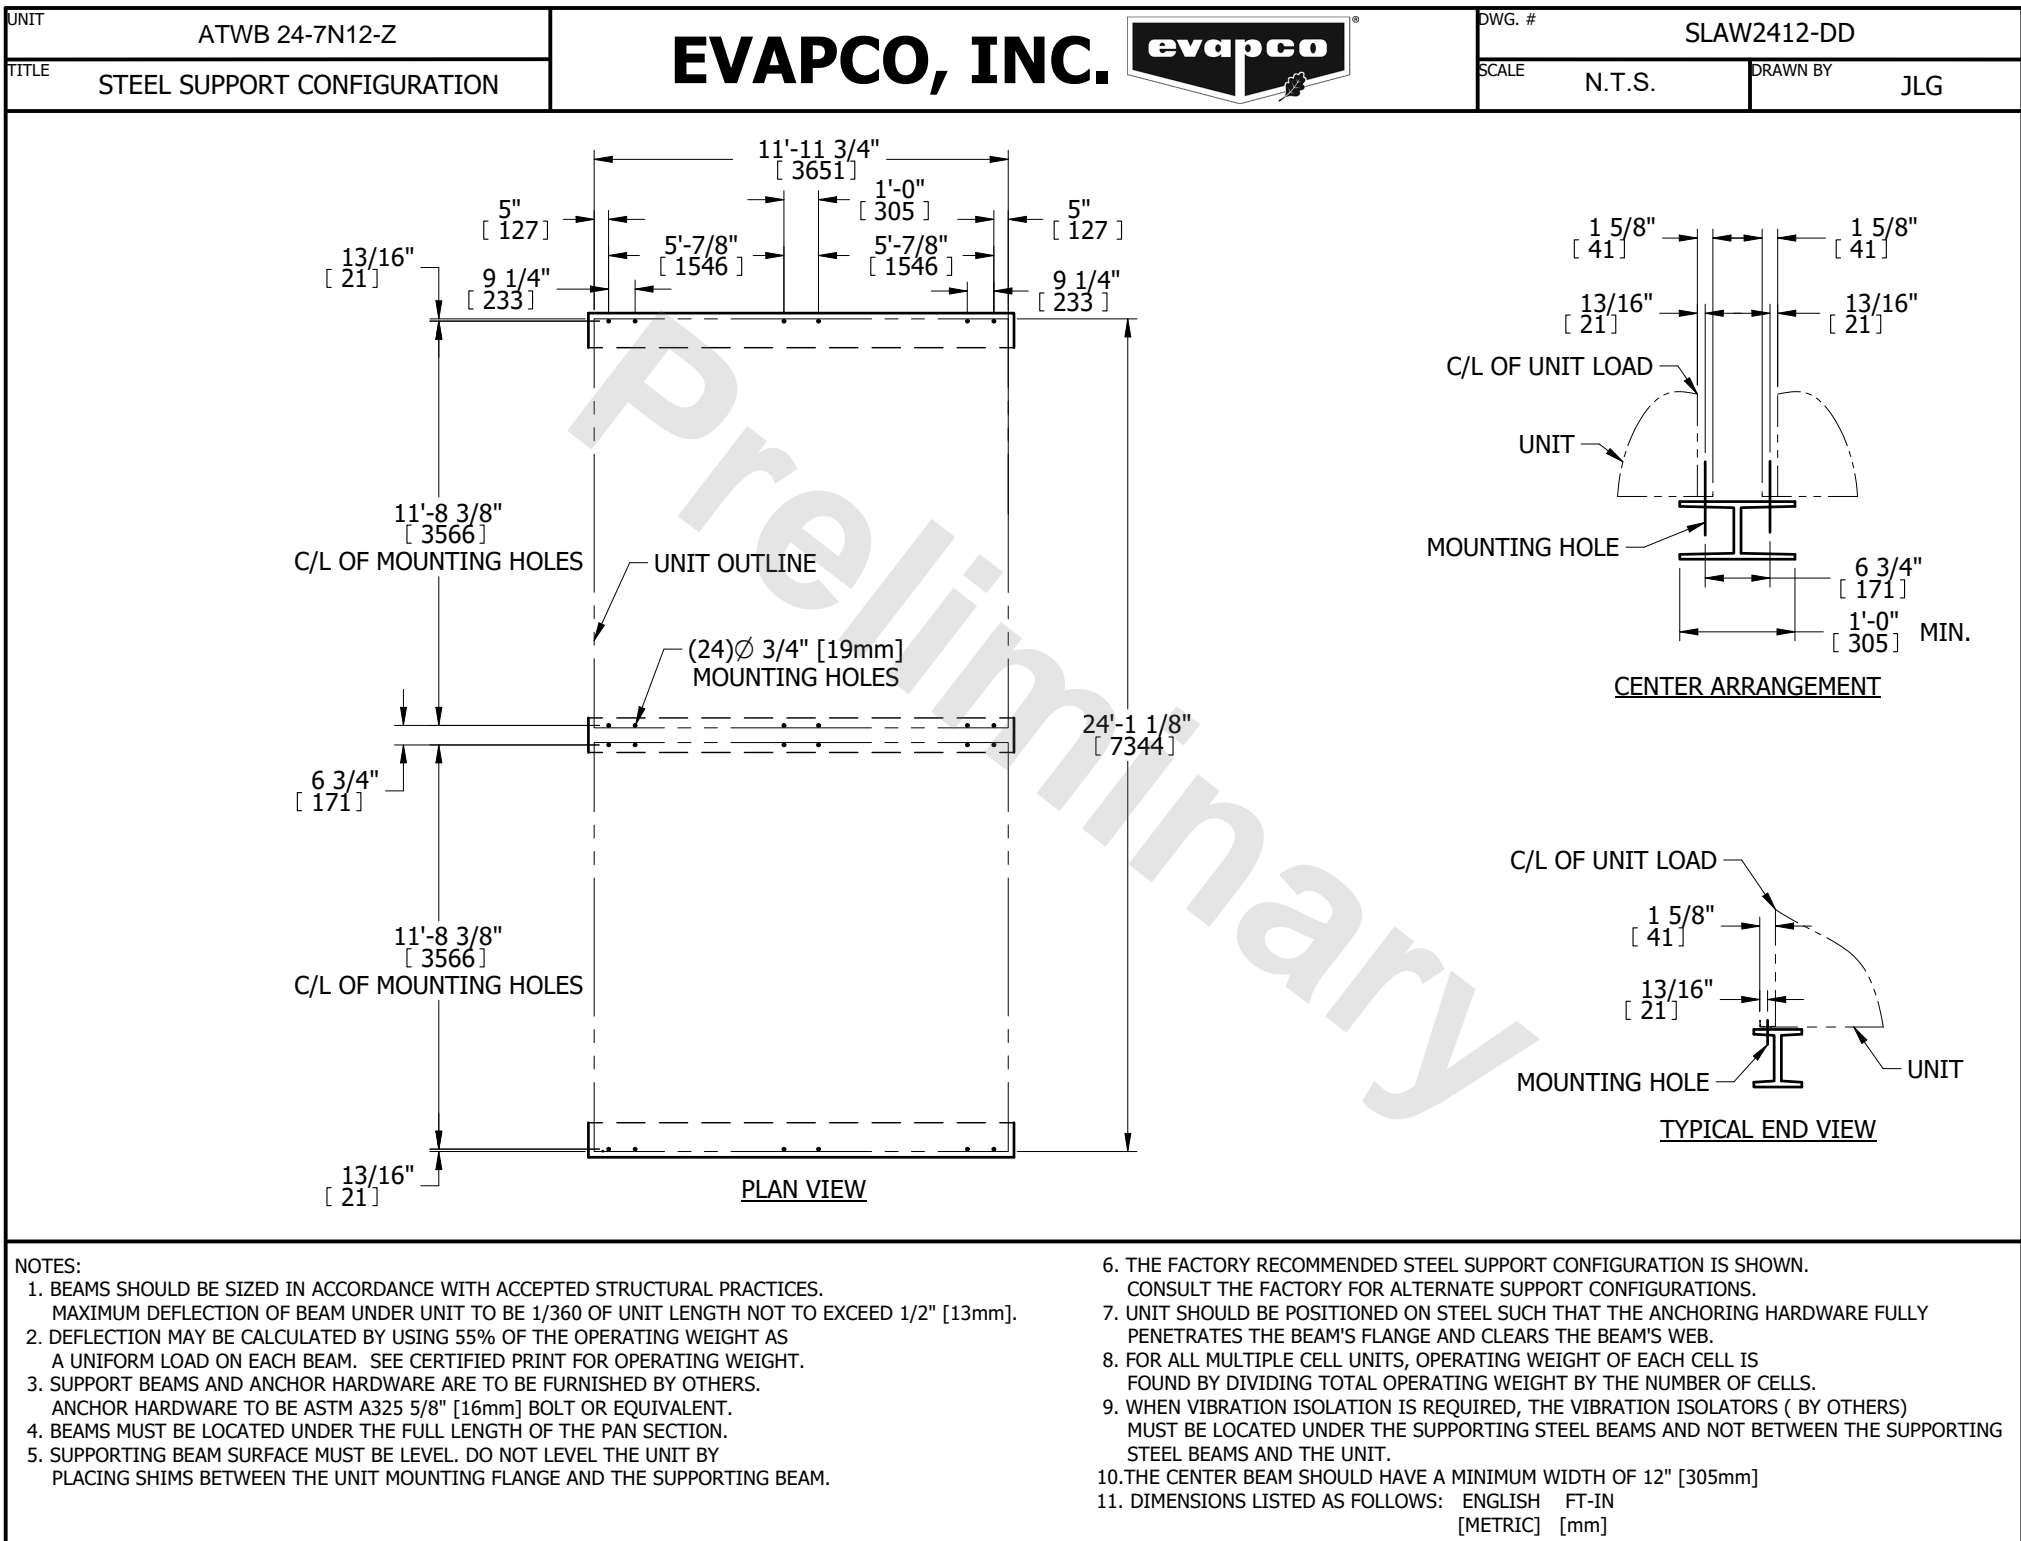 UNIT
ATWB 24-7N12-Z
TITLE
STEEL SUPPORT CONFIGURATION
EVAPCO, INC.
evapco
®
DWG. #
SLAW2412-DD
SCALE
N.T.S.
DRAWN BY
JLG
11'-11 3/4"
[ 3651]
1'-0"
[ 305 ]
5"
[ 127]
5"
[ 127 ]
5'-7/8"
[ 1546 ]
5'-7/8"
[ 1546 ]
13/16"
[ 21]
9 1/4"
[ 233]
9 1/4"
[ 233 ]
11'-8 3/8"
[ 3566]
C/L OF MOUNTING HOLES
UNIT OUTLINE
(24)Ø 3/4" [19mm]
MOUNTING HOLES
24'-1 1/8"
[ 7344]
6 3/4"
[ 171]
11'-8 3/8"
[ 3566]
C/L OF MOUNTING HOLES
13/16"
[ 21]
PLAN VIEW
Preliminary
1 5/8"
[ 41]
1 5/8"
[ 41]
13/16"
[ 21]
13/16"
[ 21]
C/L OF UNIT LOAD
UNIT
MOUNTING HOLE
6 3/4"
[ 171]
1'-0"
[ 305] MIN.
CENTER ARRANGEMENT
C/L OF UNIT LOAD
1 5/8"
[ 41]
13/16"
[ 21]
MOUNTING HOLE
UNIT
TYPICAL END VIEW
NOTES:
1. BEAMS SHOULD BE SIZED IN ACCORDANCE WITH ACCEPTED STRUCTURAL PRACTICES.
MAXIMUM DEFLECTION OF BEAM UNDER UNIT TO BE 1/360 OF UNIT LENGTH NOT TO EXCEED 1/2" [13mm].
2. DEFLECTION MAY BE CALCULATED BY USING 55% OF THE OPERATING WEIGHT AS
A UNIFORM LOAD ON EACH BEAM. SEE CERTIFIED PRINT FOR OPERATING WEIGHT.
3. SUPPORT BEAMS AND ANCHOR HARDWARE ARE TO BE FURNISHED BY OTHERS.
ANCHOR HARDWARE TO BE ASTM A325 5/8" [16mm] BOLT OR EQUIVALENT.
4. BEAMS MUST BE LOCATED UNDER THE FULL LENGTH OF THE PAN SECTION.
5. SUPPORTING BEAM SURFACE MUST BE LEVEL. DO NOT LEVEL THE UNIT BY
PLACING SHIMS BETWEEN THE UNIT MOUNTING FLANGE AND THE SUPPORTING BEAM.
6. THE FACTORY RECOMMENDED STEEL SUPPORT CONFIGURATION IS SHOWN.
CONSULT THE FACTORY FOR ALTERNATE SUPPORT CONFIGURATIONS.
7. UNIT SHOULD BE POSITIONED ON STEEL SUCH THAT THE ANCHORING HARDWARE FULLY
PENETRATES THE BEAM'S FLANGE AND CLEARS THE BEAM'S WEB.
8. FOR ALL MULTIPLE CELL UNITS, OPERATING WEIGHT OF EACH CELL IS
FOUND BY DIVIDING TOTAL OPERATING WEIGHT BY THE NUMBER OF CELLS.
9. WHEN VIBRATION ISOLATION IS REQUIRED, THE VIBRATION ISOLATORS ( BY OTHERS)
MUST BE LOCATED UNDER THE SUPPORTING STEEL BEAMS AND NOT BETWEEN THE SUPPORTING
STEEL BEAMS AND THE UNIT.
10.THE CENTER BEAM SHOULD HAVE A MINIMUM WIDTH OF 12" [305mm]
11. DIMENSIONS LISTED AS FOLLOWS: ENGLISH FT-IN
[METRIC] [mm]